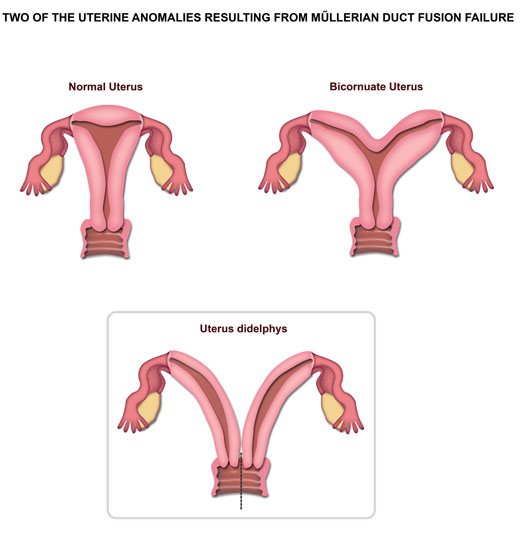 TWO OF THE UTERINE ANOMALIES RESULTING FROM MŰLLERIAN DUCT FUSION FAILURE
Normal Uterus
Bicornuate Uterus
Uterus didelphys